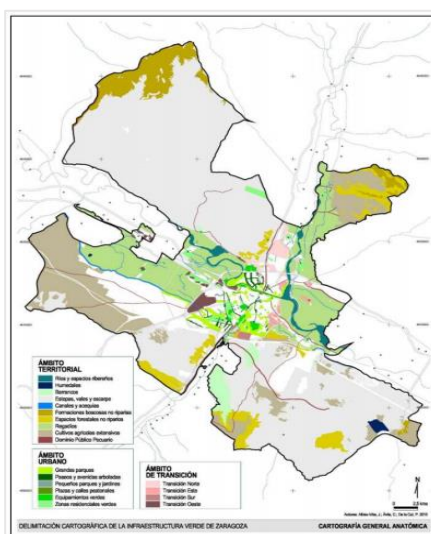 ÁMBITO
TERRITORIAL
Ríos y espacios ribereños
Humedales
Barrancos
Estepas, vales y escarpe
Canales y acequias
Formaciones boscosas no riparias
Espacios forestales no riparios
Regadíos
Cultivos agrícolas extensivos
Dominio Público Pecuario
ÁMBITO
URBANO
Grandes parques
Paseos y avenidas arboladas
Pequeños parques y jardines
Plazas y calles peatonales
Equipamientos verdes
Zonas residenciales verdes
ÁMBITO
DE TRANSICIÓN
Transición Norte
Transición Este
Transición Sur
Transición Oeste
N
DELIMITACIÓN CARTOGRÁFICA DE LA INFRAESTRUCTURA VERDE DE ZARAGOZA
CARTOGRAFÍA GENERAL ANATÓMICA